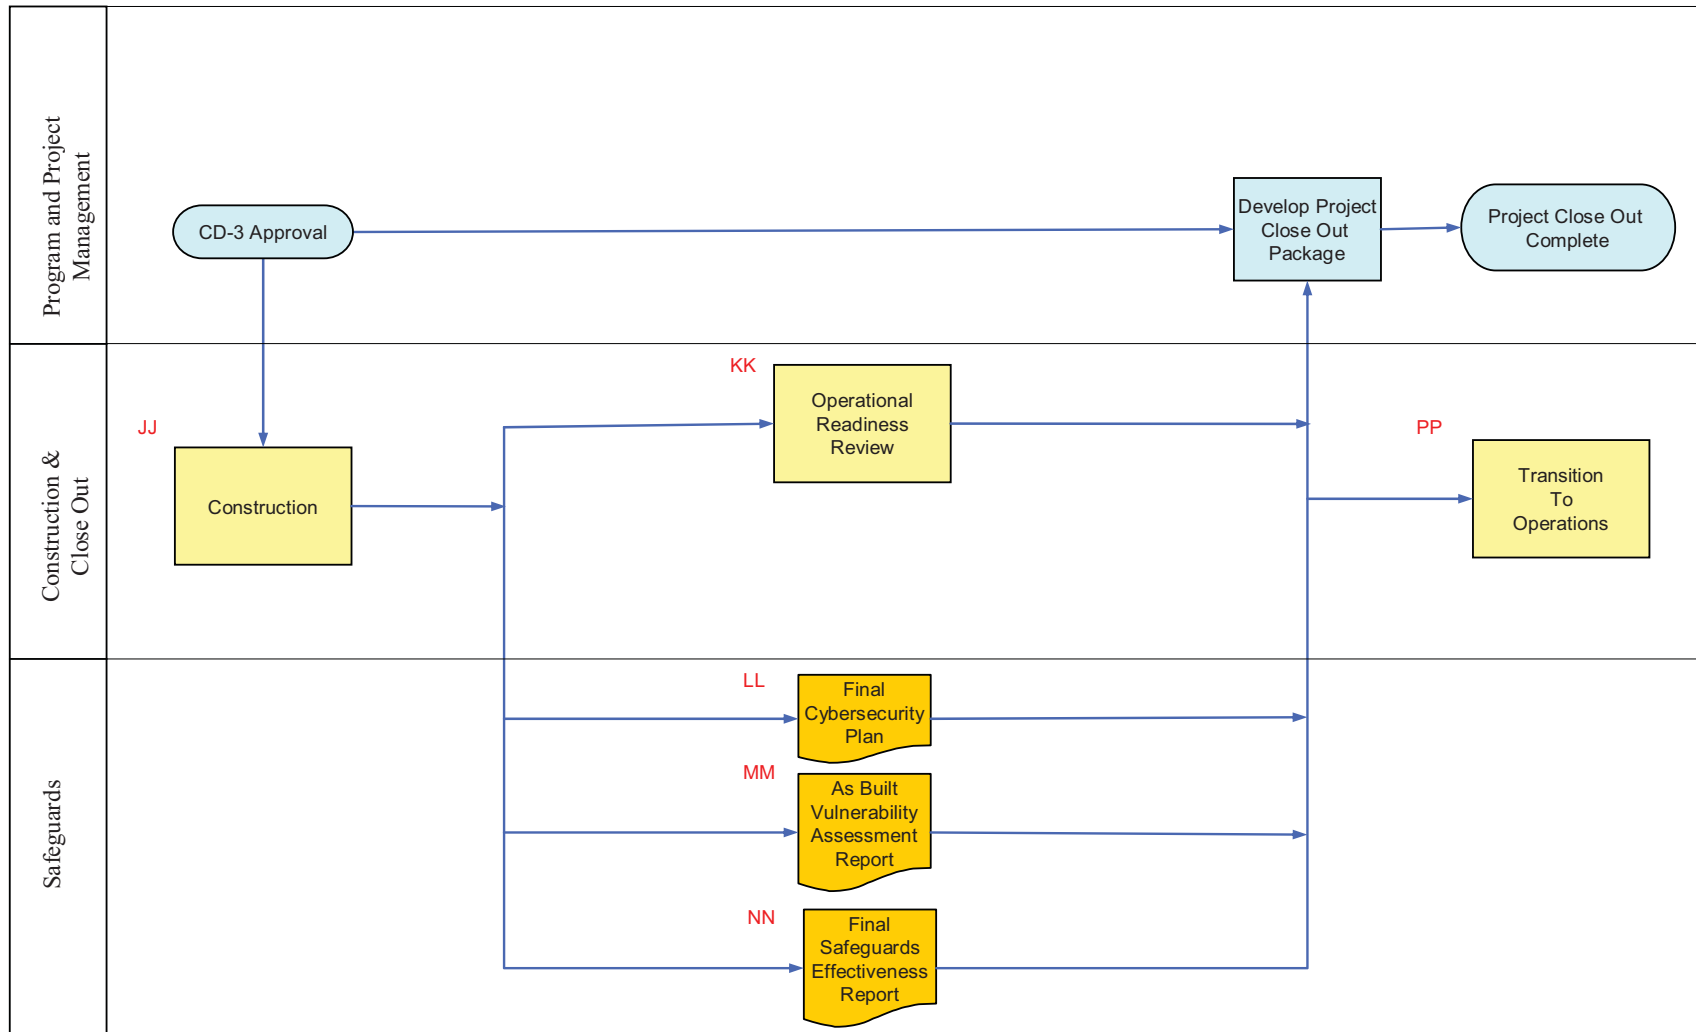 Program and Project
Management
CD-3 Approval
Develop Project
Close Out
Package
Project Close Out
Complete
Construction &
Close Out
JJ
Construction
KK
Operational
Readiness
Review
PP
Transition
To
Operations
Safeguards
LL
Final
Cybersecurity
Plan
MM
As Built
Vulnerability
Assessment
Report
NN
Final
Safeguards
Effectiveness
Report